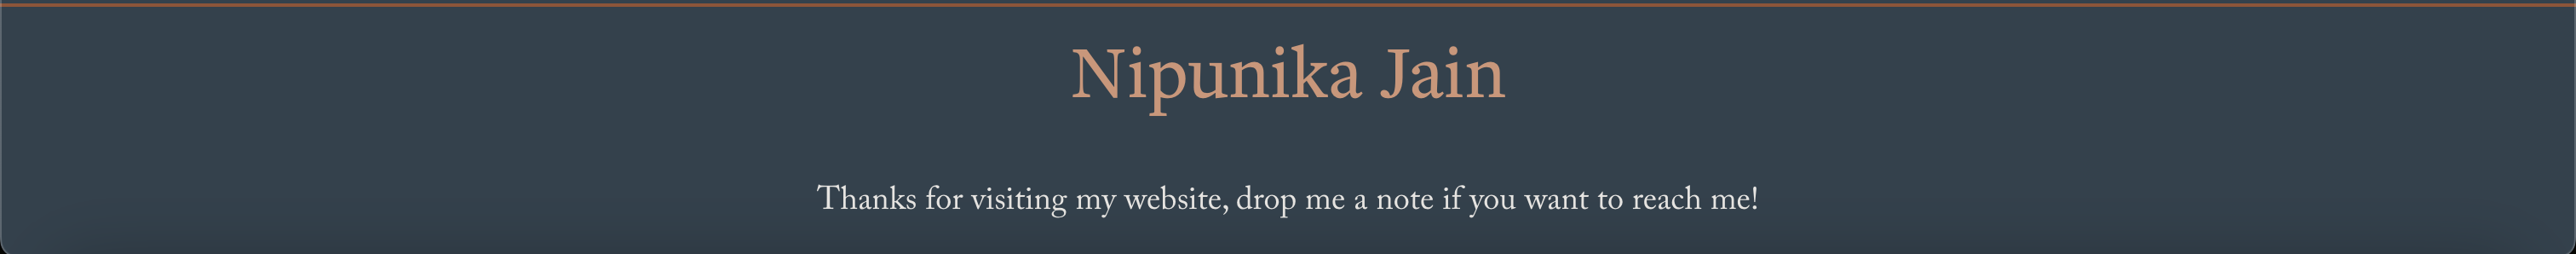 Nipunika Jain
Thanks for visiting my website, drop me a note if you want to reach me!